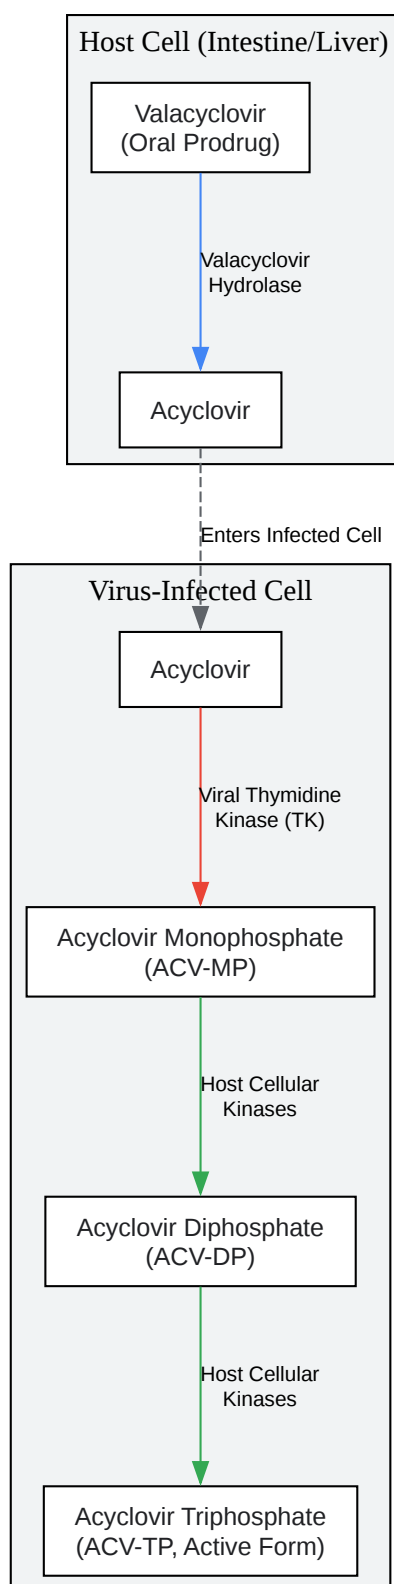 Host Cell (Intestine/Liver)
Valacyclovir
(Oral Prodrug)
Valacyclovir
Hydrolase
Acyclovir
Enters Infected Cell
Virus-Infected Cell
Acyclovir
Viral Thymidine
Kinase (TK)
Acyclovir Monophosphate
(ACV-MP)
Host Cellular
Kinases
Acyclovir Diphosphate
(ACV-DP)
Host Cellular
Kinases
Acyclovir Triphosphate
(ACV-TP, Active Form)